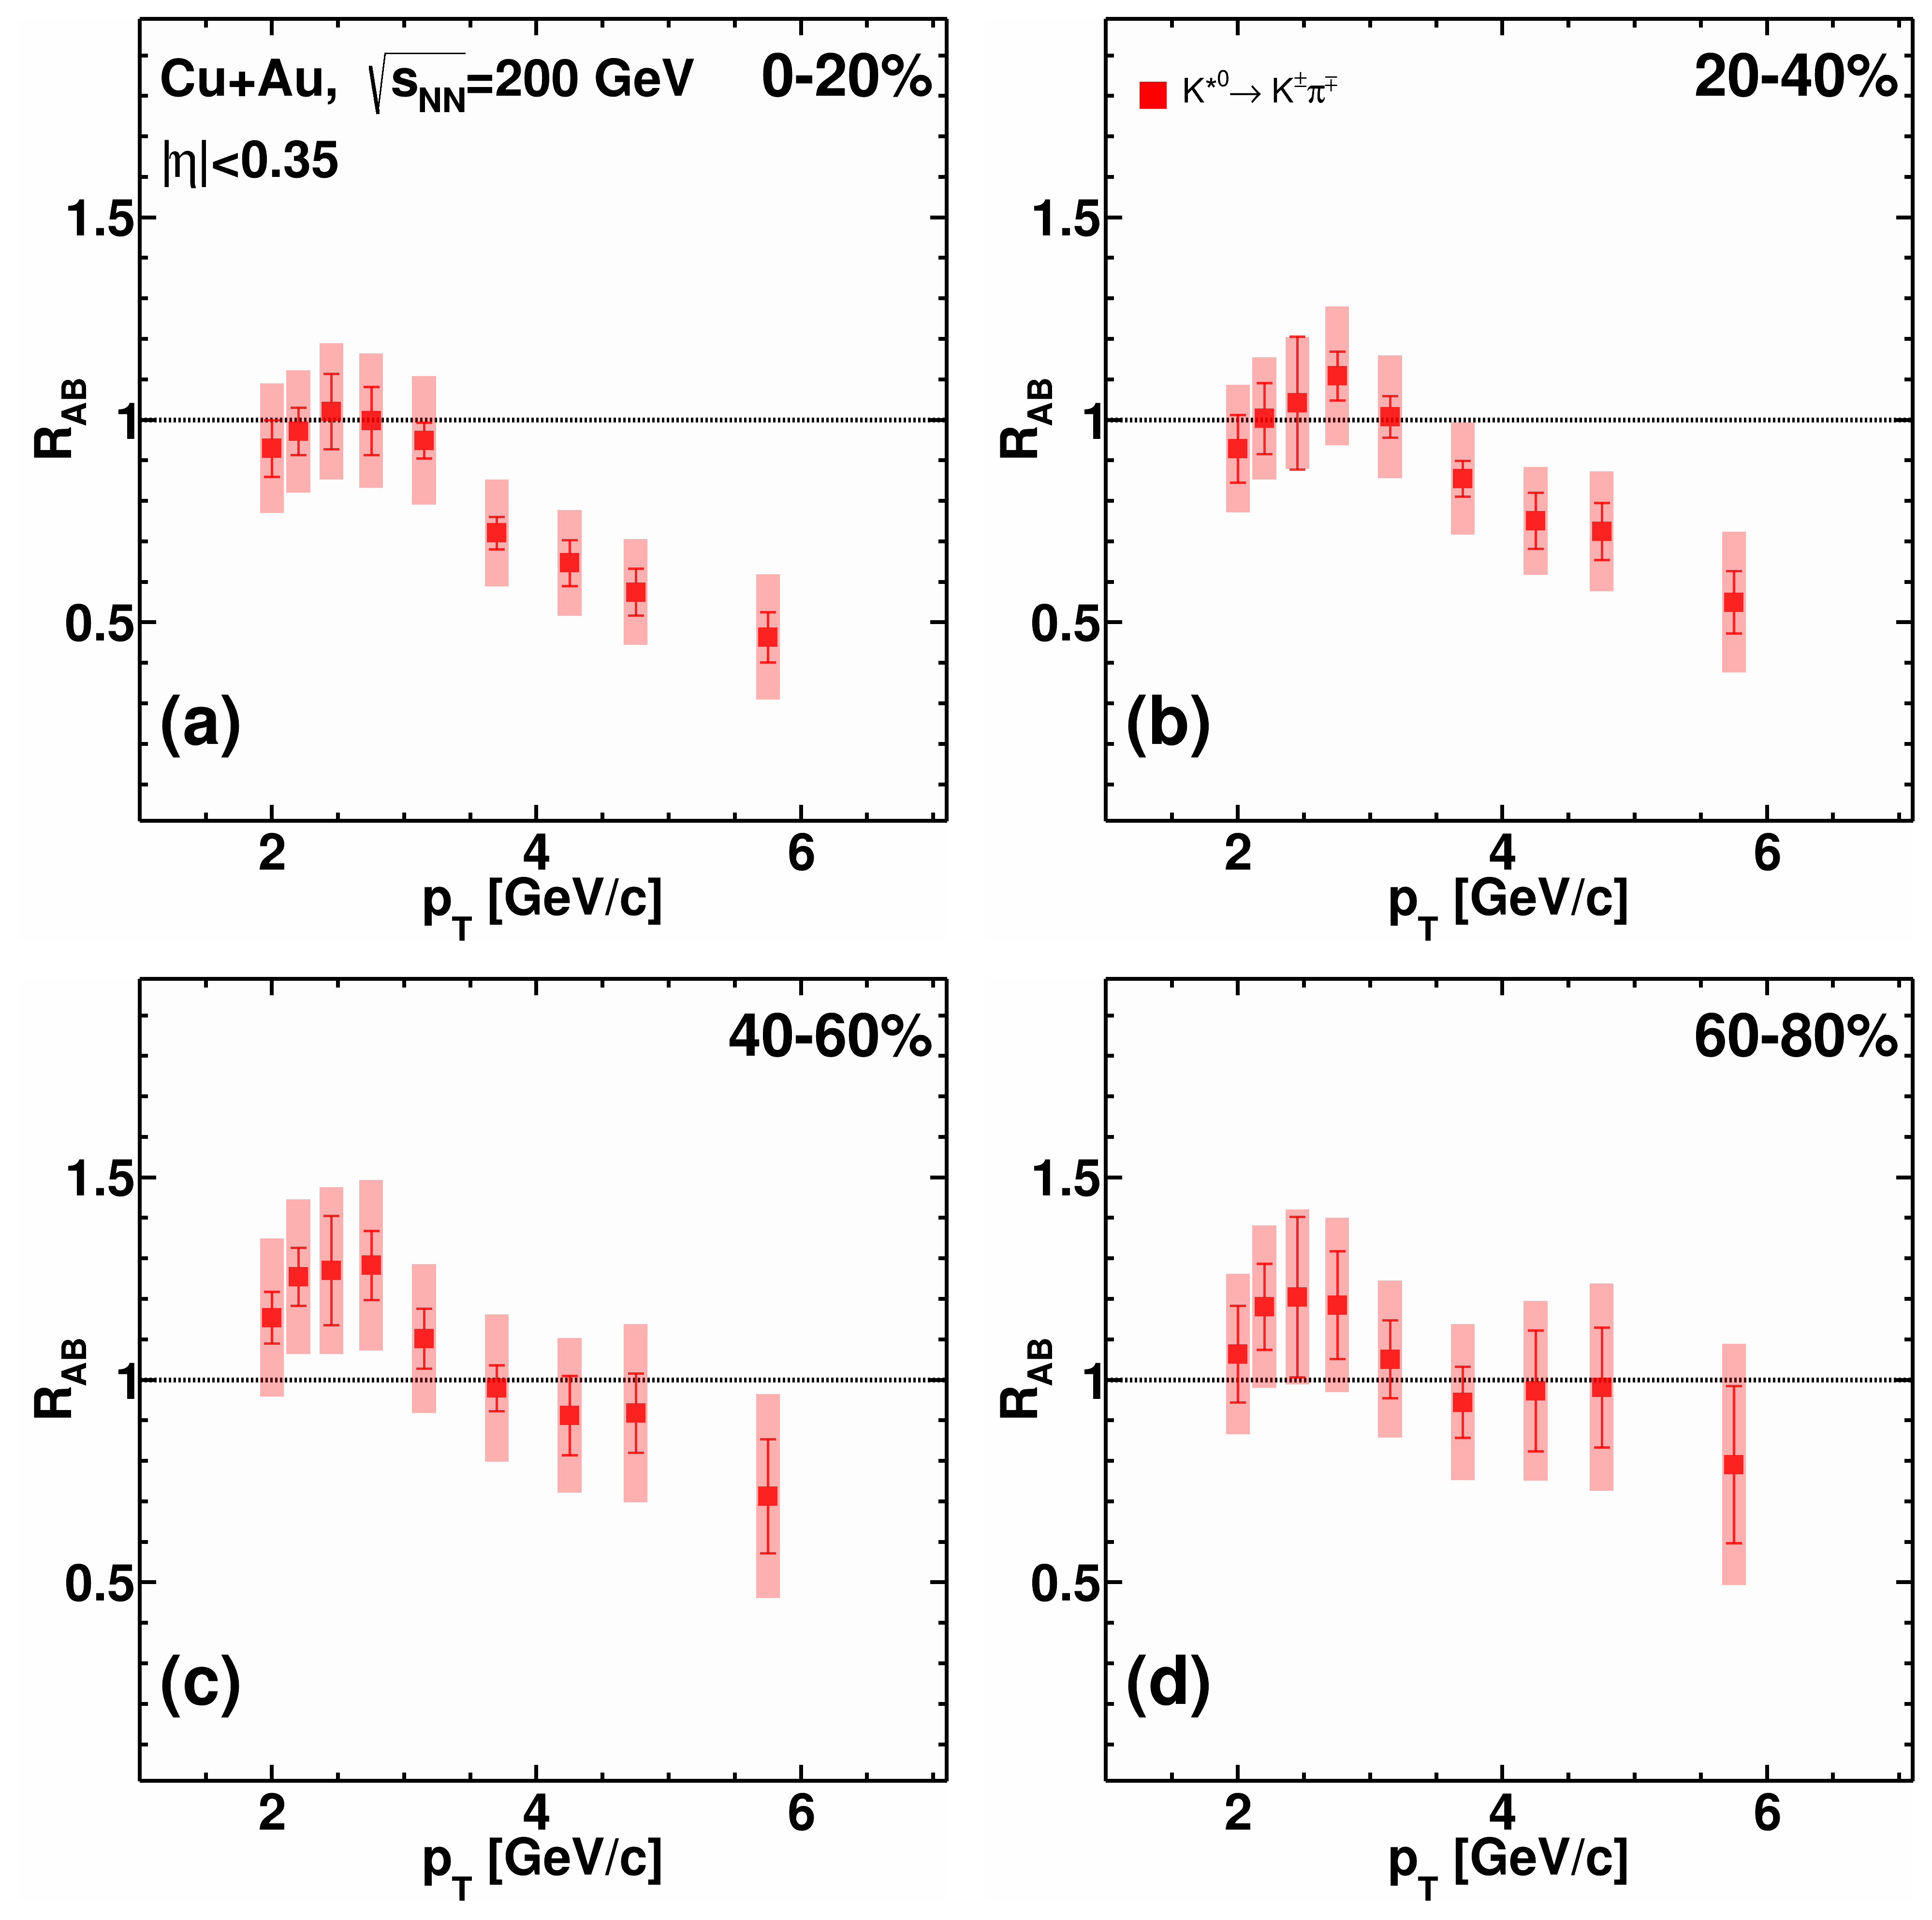 Cu+Au, √sNN=200 GeV 0-20%
|η|<0.35
1.5
1
0.5
RAB
(a)
2 4 6
pT [GeV/c]
K*0→ K±π∓
20-40%
1.5
1
0.5
RAB
(b)
2 4 6
pT [GeV/c]
40-60%
1.5
1
0.5
RAB
(c)
2 4 6
pT [GeV/c]
60-80%
1.5
1
0.5
RAB
(d)
2 4 6
pT [GeV/c]